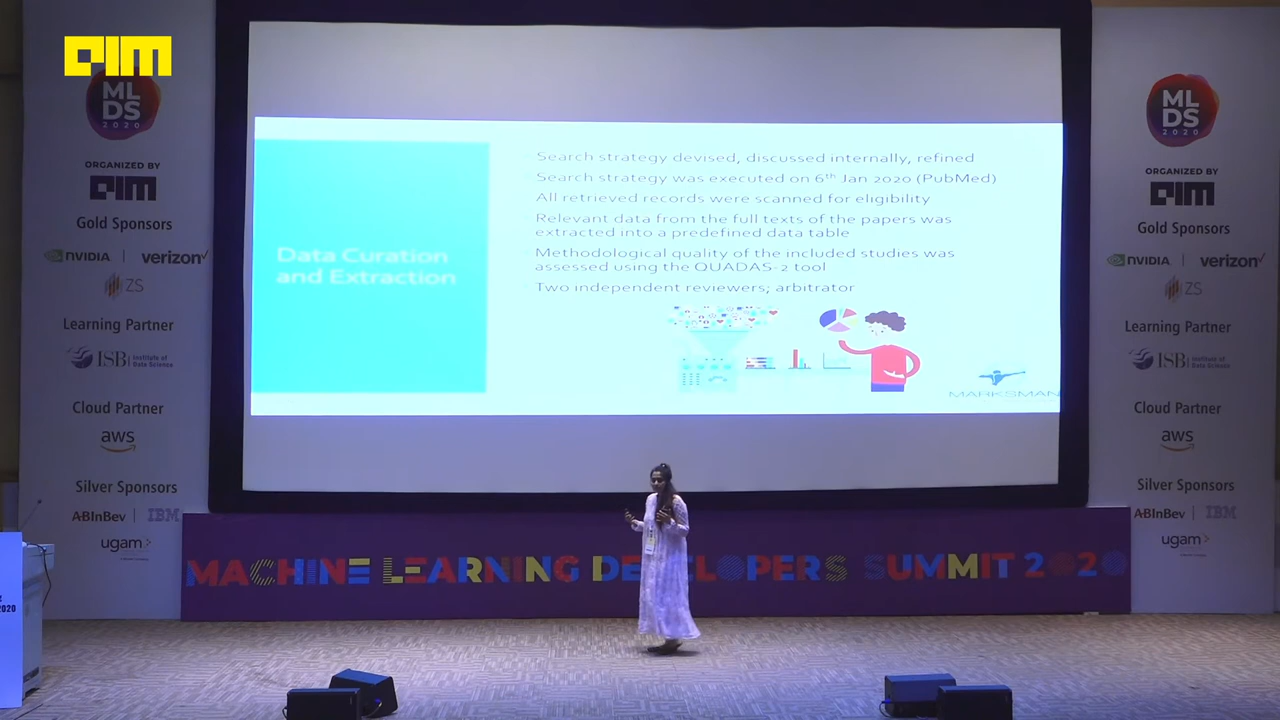 AIM
ML
DS
2020
ORGANIZED BY
AIM
Gold Sponsors
NVIDIA
verizon
ZS
Learning Partner
ISB
Institute of
Data Science
Cloud Partner
aws
Silver Sponsors
ABInBev
IBM
ugam
2020
Data Curation
and Extraction
Search strategy devised, discussed internally, refined
Search strategy was executed on 6th Jan 2020 (PubMed)
All retrieved records were scanned for eligibility
Relevant data from the full texts of the papers was
extracted into a predefined data table
Methodological quality of the included studies was
assessed using the QUADAS-2 tool
Two independent reviewers; arbitrator
MARKSMAN
MACHINE LEARNING DEVELOPERS SUMMIT 2020
ML
DS
2020
ORGANIZED BY
AIM
Gold Sponsors
NVIDIA
verizon
ZS
Learning Partner
ISB
Institute of
Data Science
Cloud Partner
aws
Silver Sponsors
ABInBev
IBM
ugam